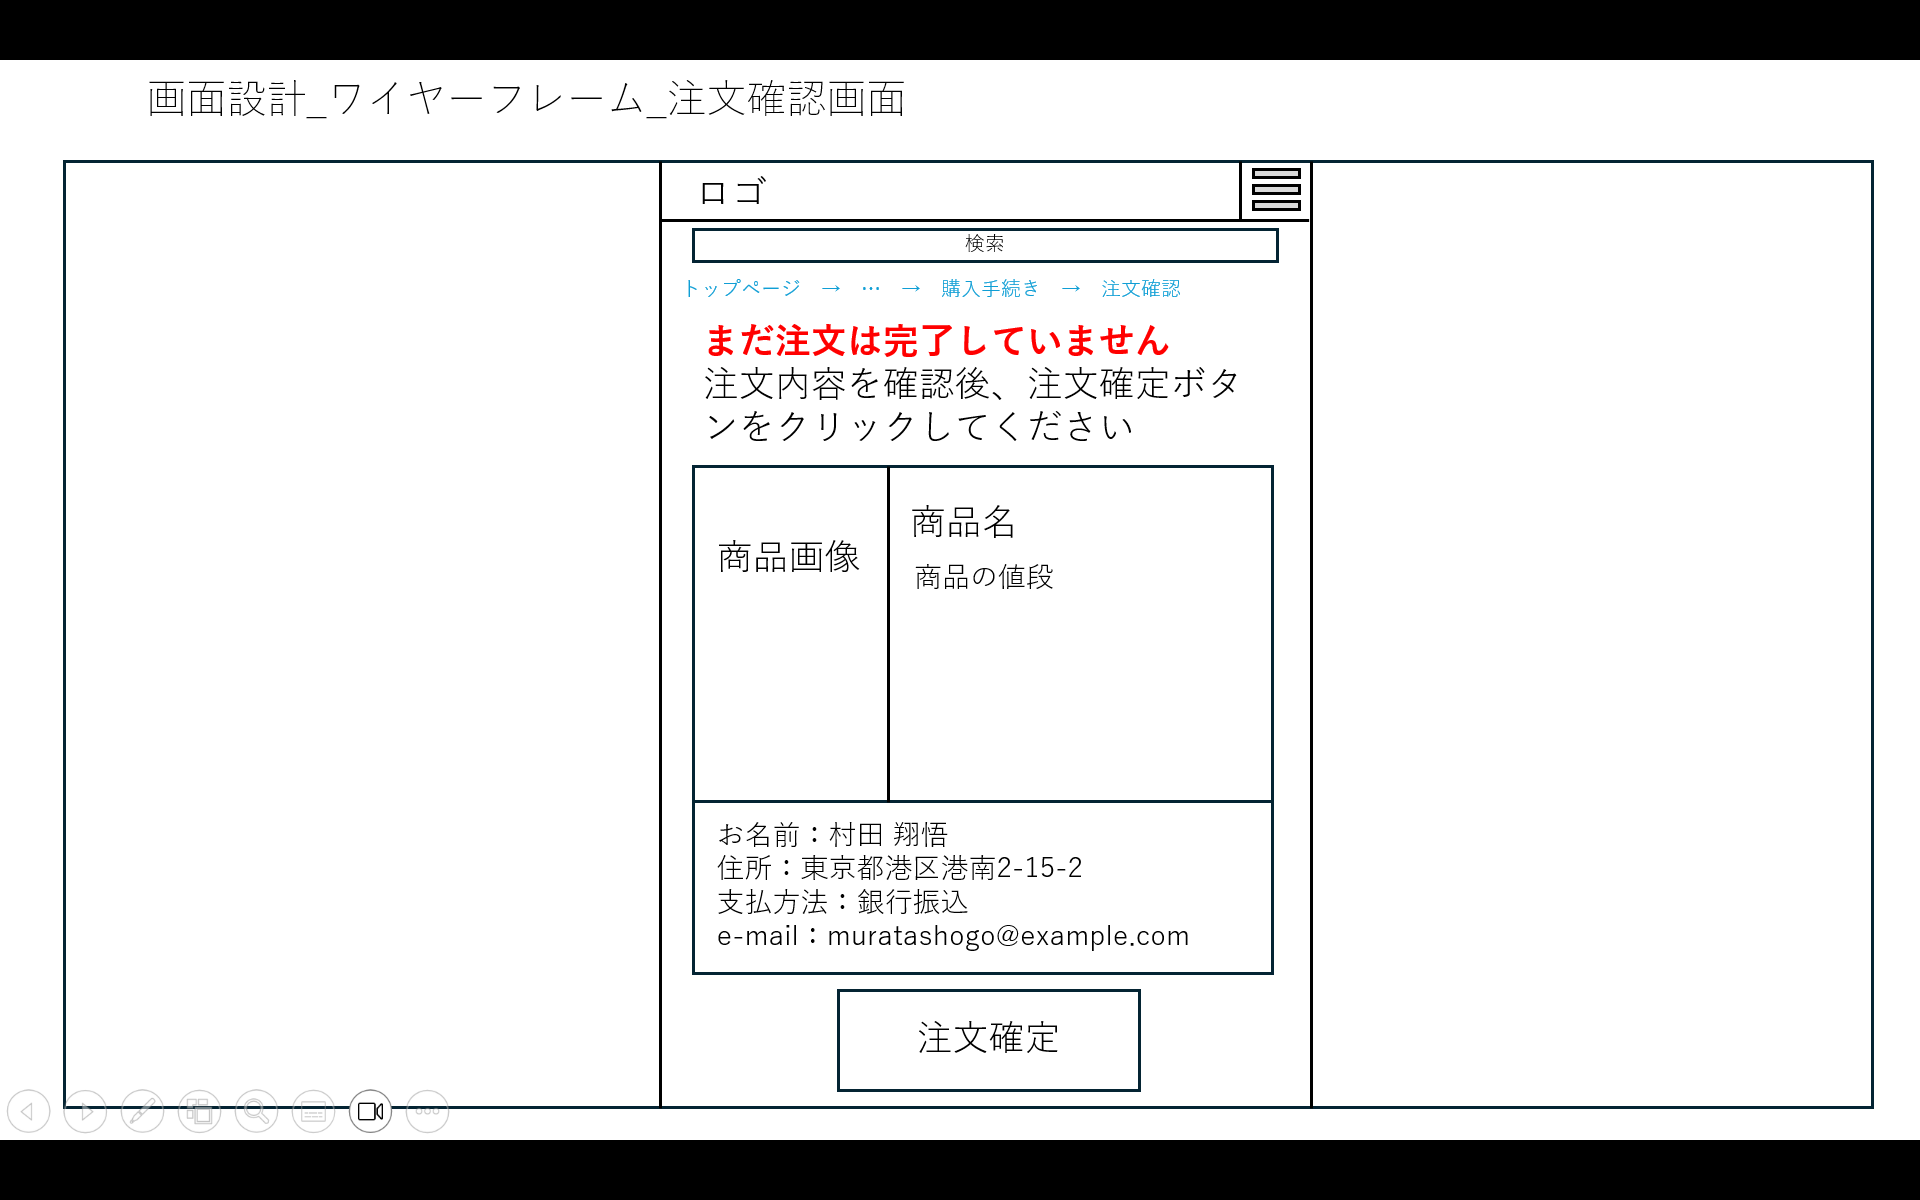 画面設計_ワイヤーフレーム_注文確認画面
ロゴ
検索
トップページ　→　…　→　購入手続き　→　注文確認
まだ注文は完了していません
注文内容を確認後、注文確定ボタ
ンをクリックしてください
商品画像
商品名
商品の値段
お名前：村田 翔悟
住所：東京都港区港南2-15-2
支払方法：銀行振込
e-mail：muratashogo@example.com
注文確定